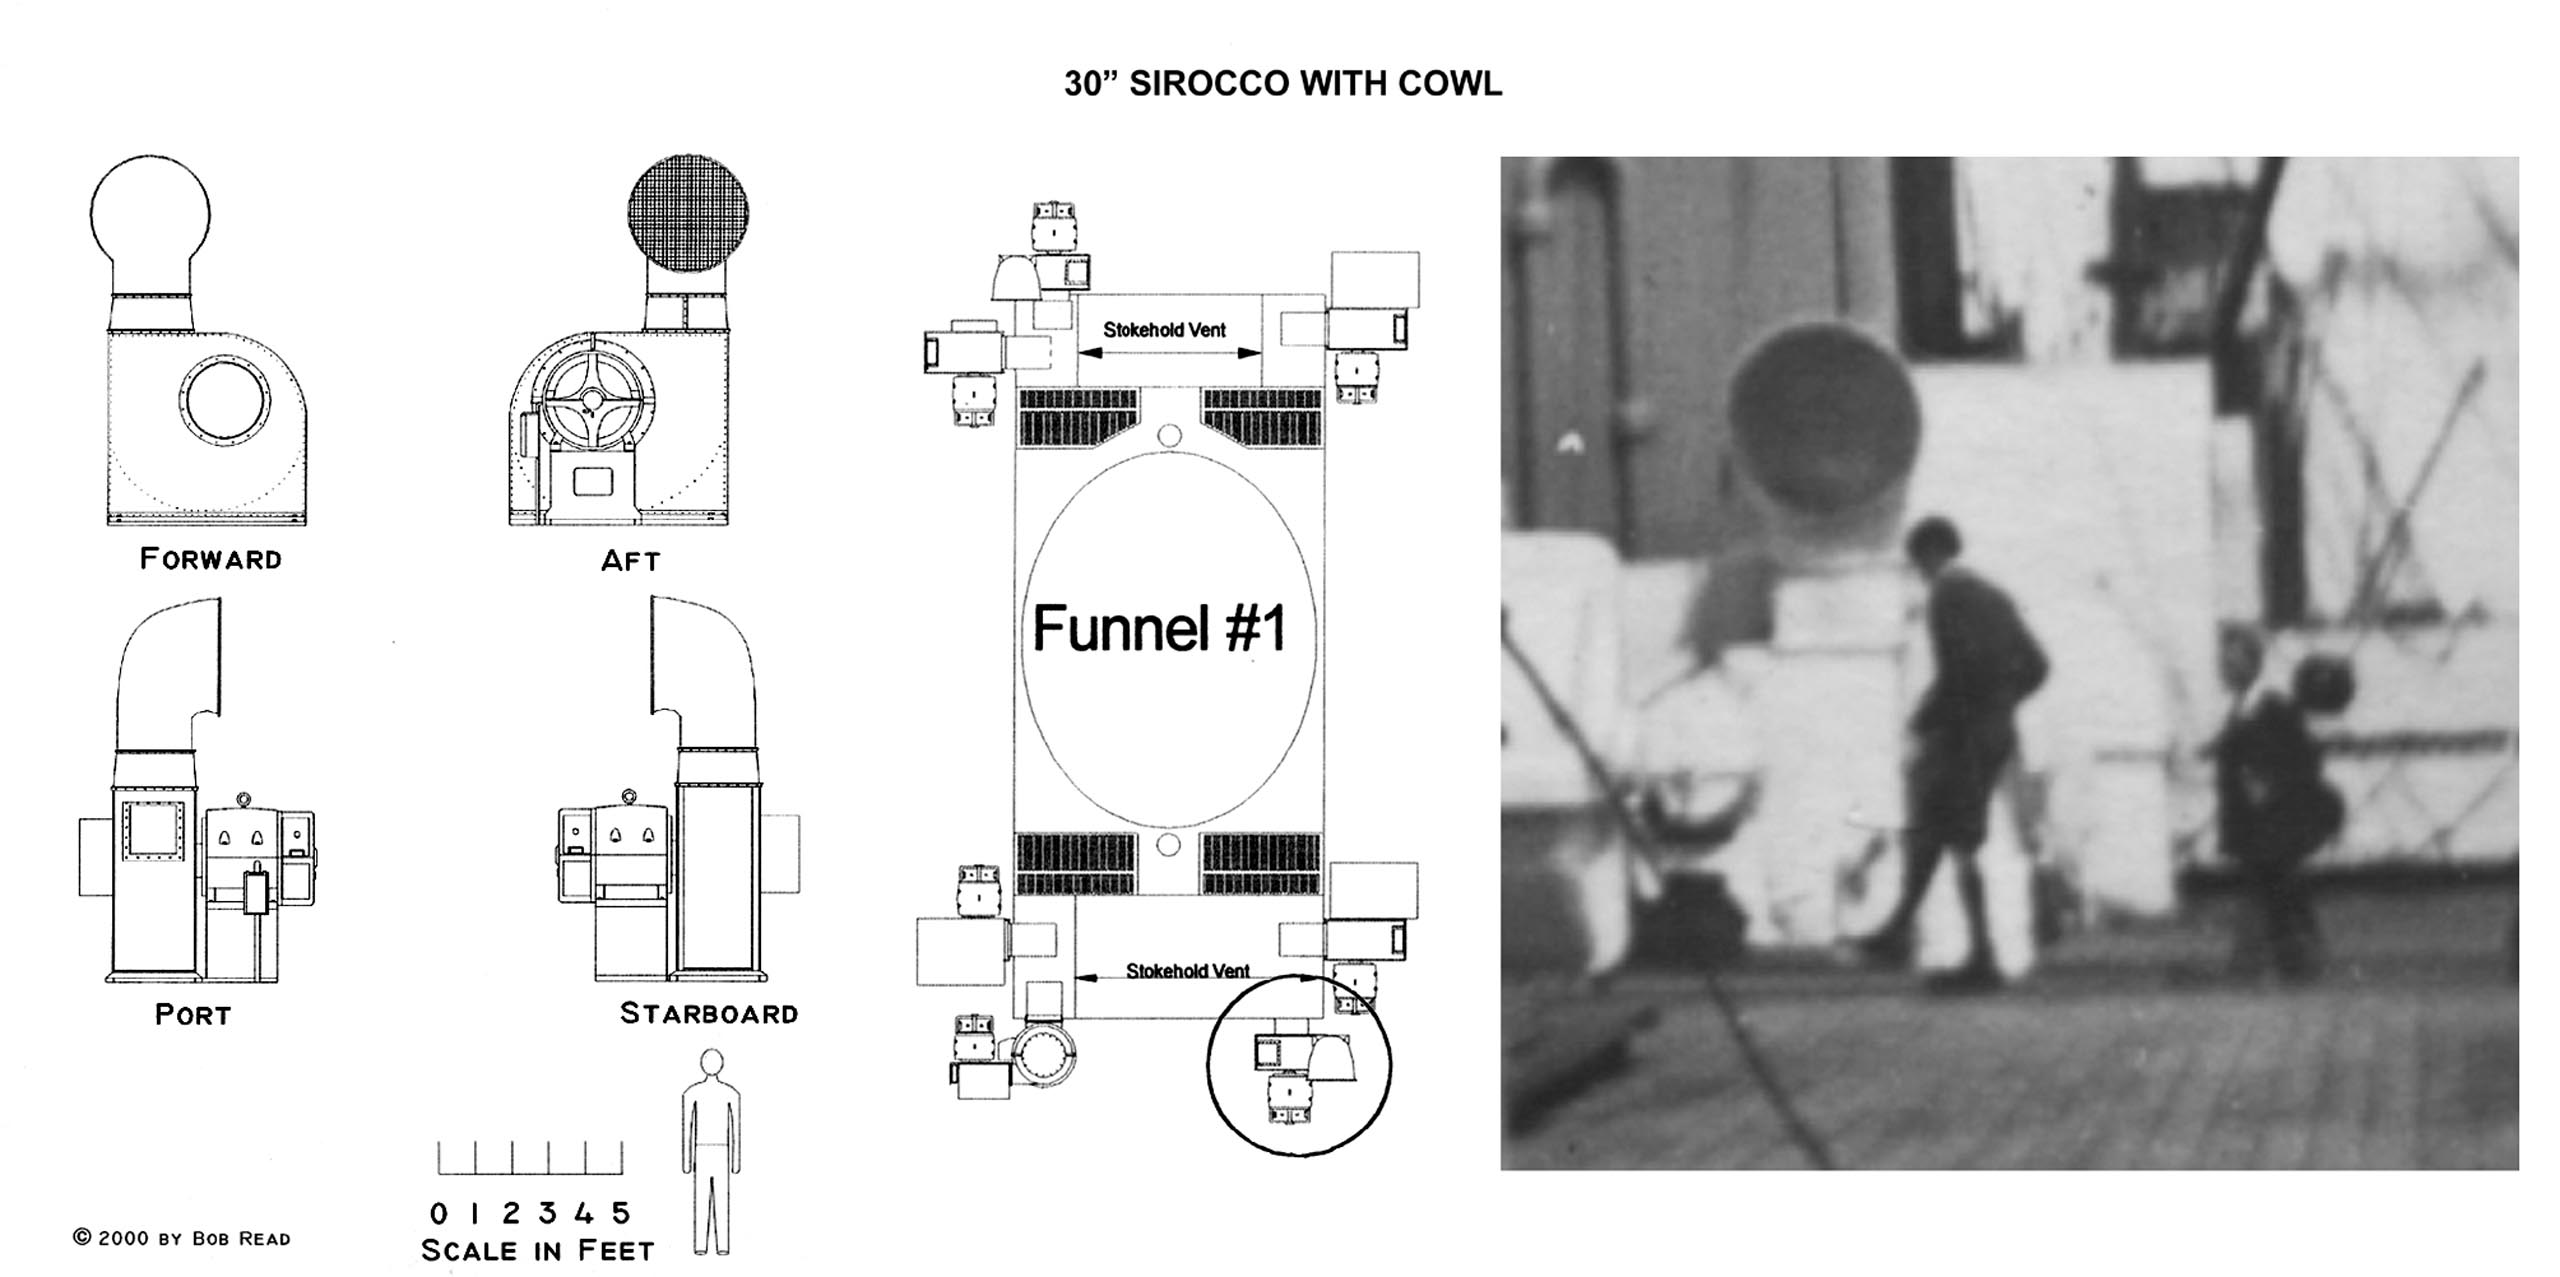 30” SIROCCO WITH COWL
FORWARD
AFT
PORT
STARBOARD
Stokehold Vent
Funnel #1
Stokehold Vent
0 1 2 3 4 5
SCALE IN FEET
© 2000 BY BOB READ